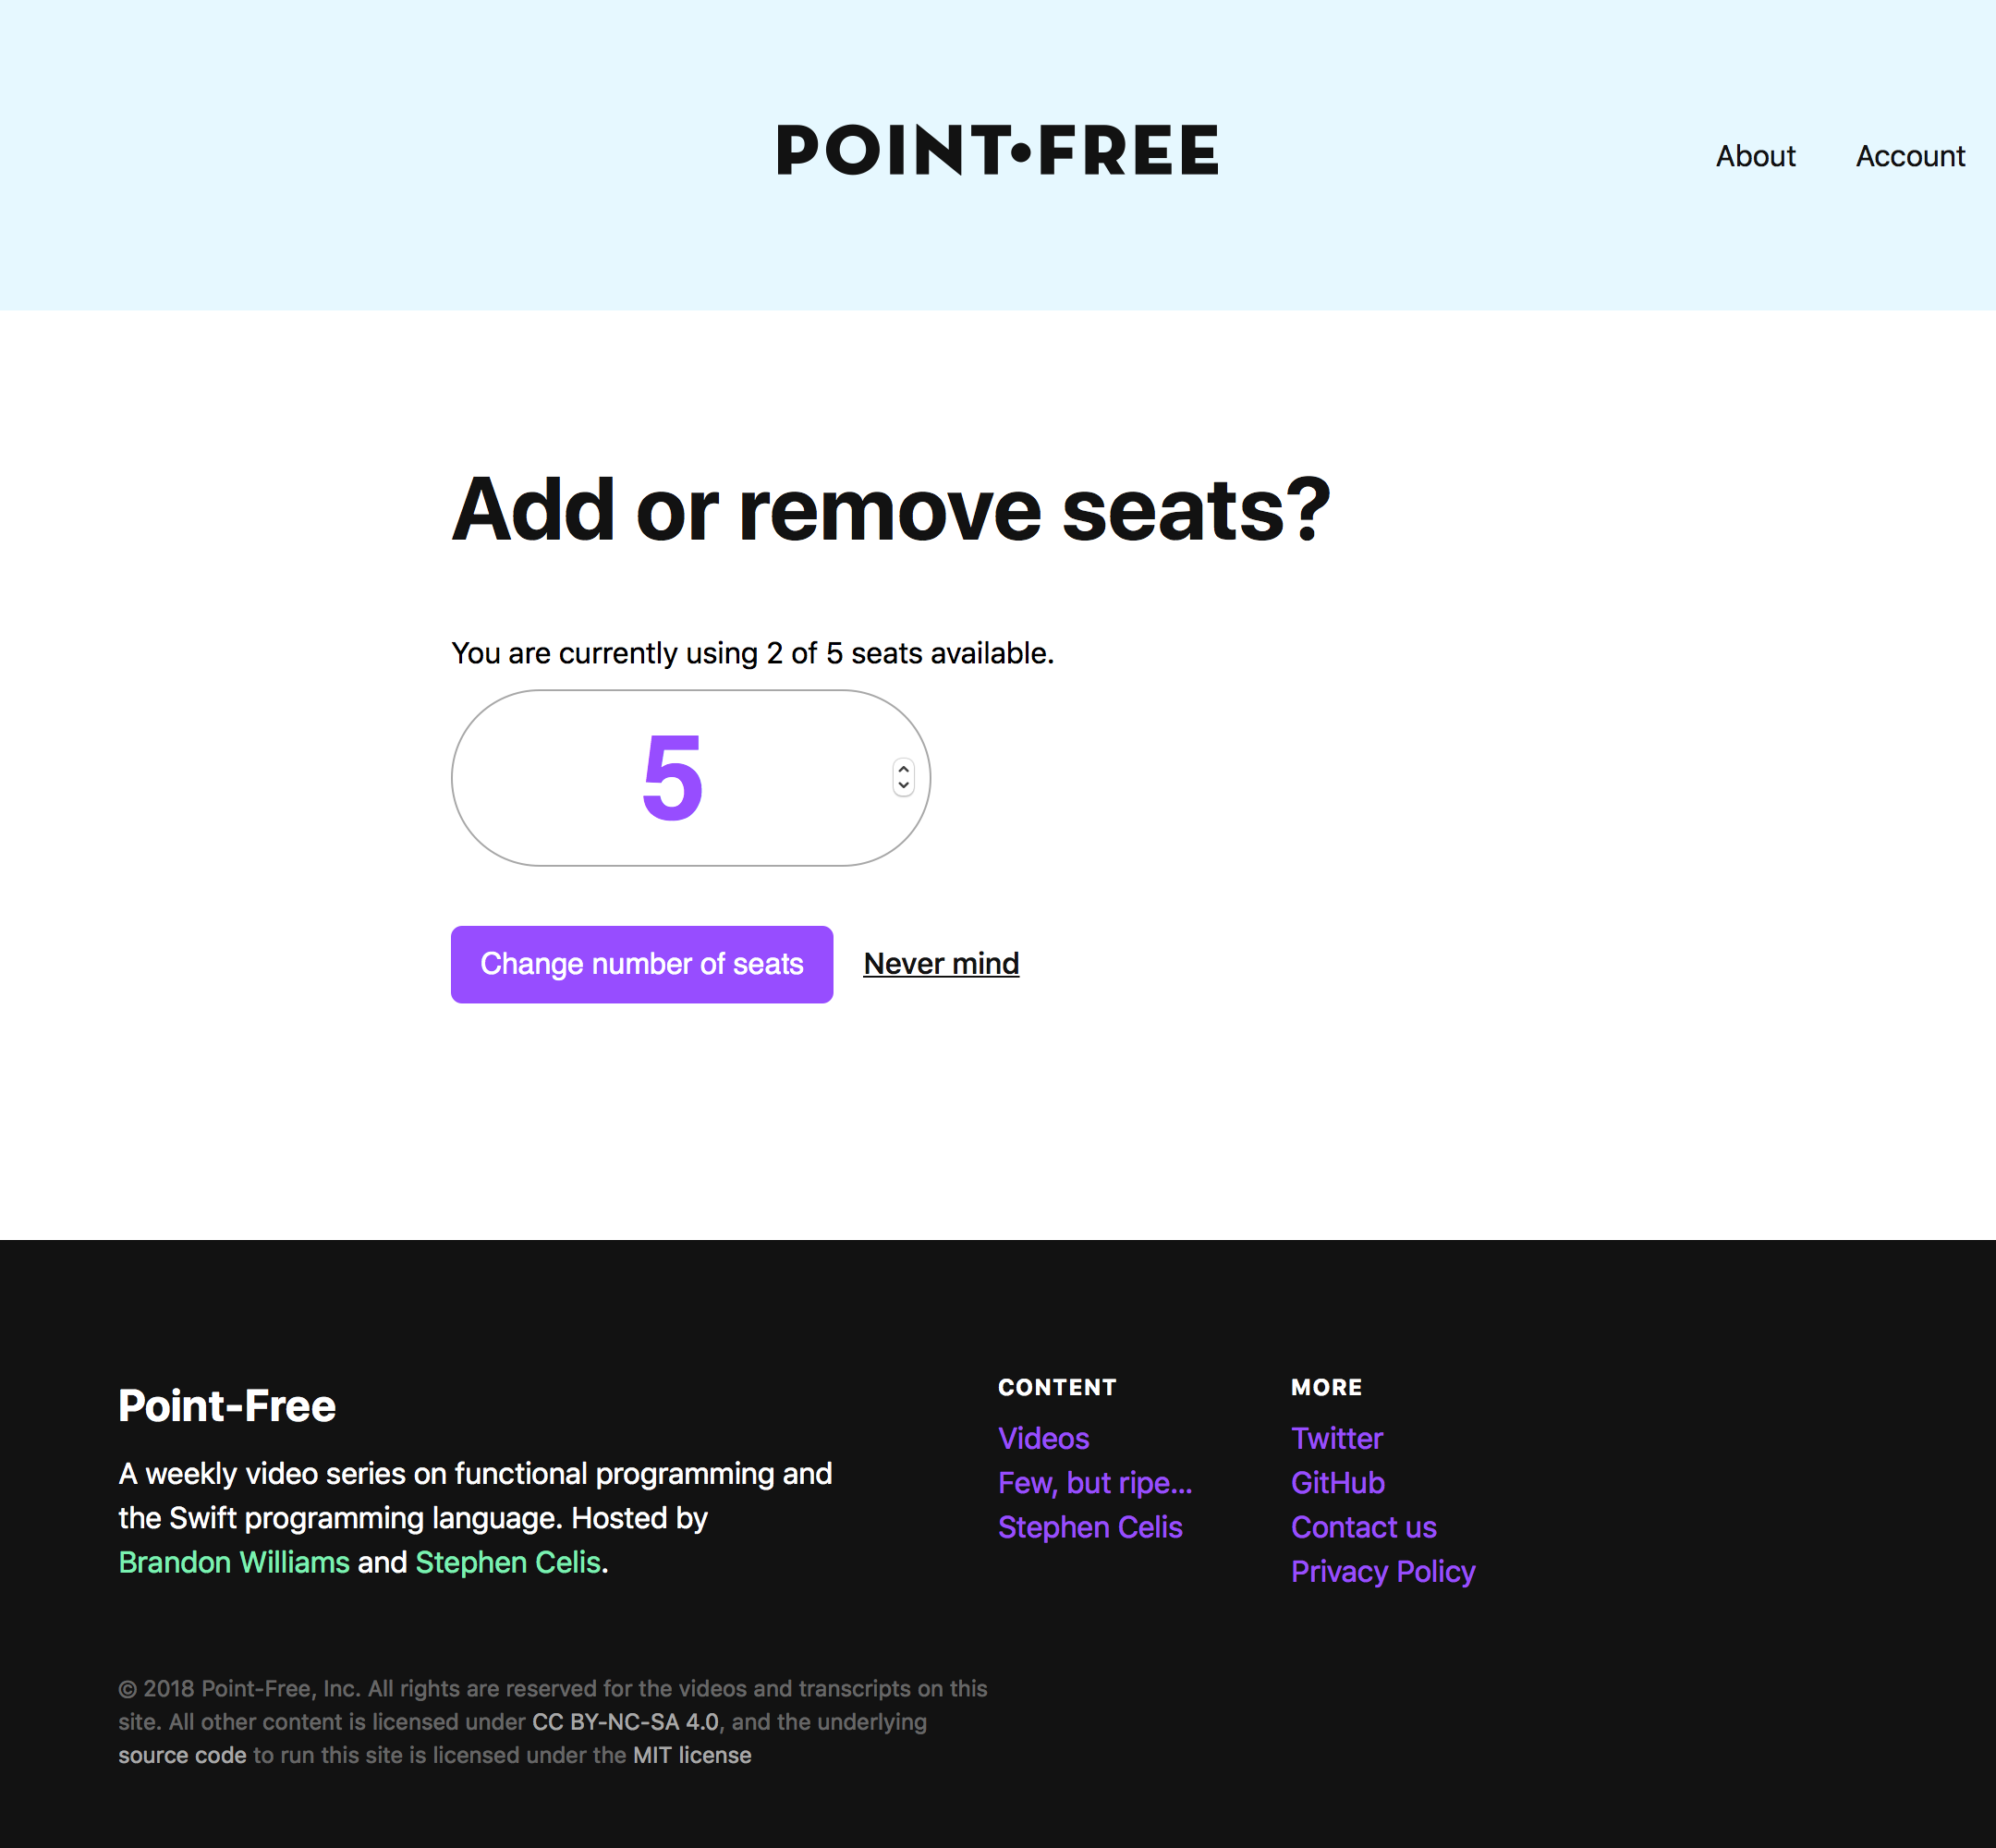 POINT•FREE
About
Account
Add or remove seats?
You are currently using 2 of 5 seats available.
5
Change number of seats
Never mind
Point-Free
A weekly video series on functional programming and
the Swift programming language. Hosted by
Brandon Williams and Stephen Celis.
CONTENT
Videos
Few, but ripe...
Stephen Celis
MORE
Twitter
GitHub
Contact us
Privacy Policy
© 2018 Point-Free, Inc. All rights are reserved for the videos and transcripts on this
site. All other content is licensed under CC BY-NC-SA 4.0, and the underlying
source code to run this site is licensed under the MIT license